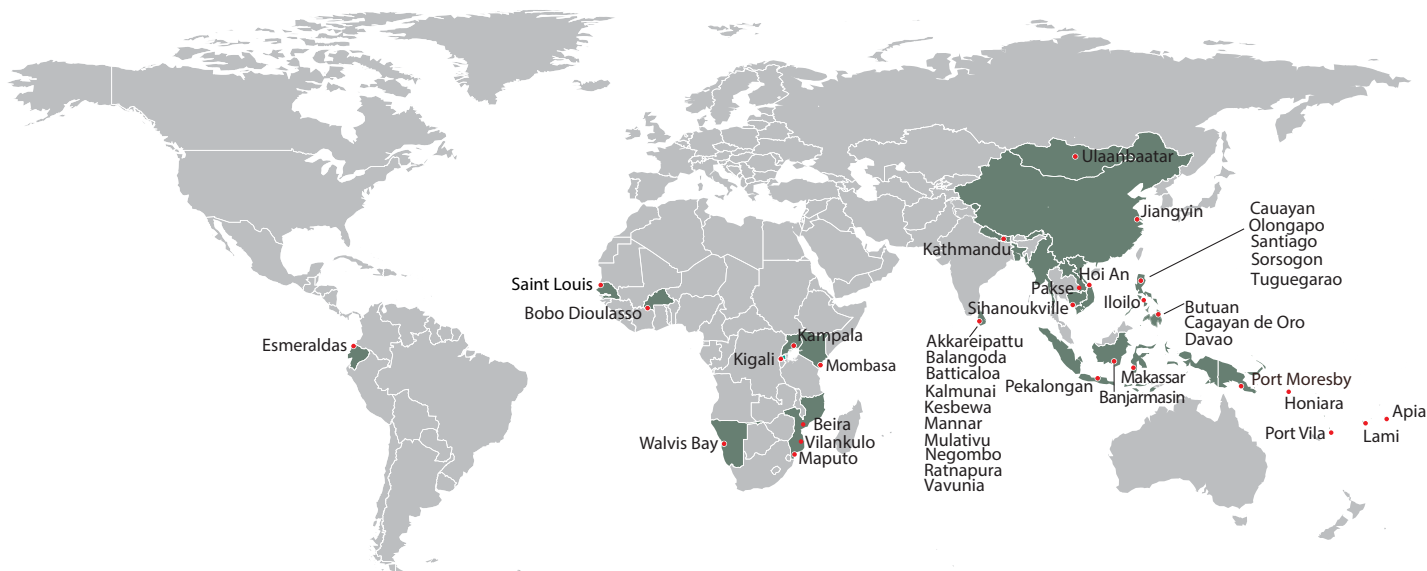 Ulaanbaatar
Jiangyin
Kathmandu
Cauayan
Olongapo
Santiago
Sorsogon
Tuguegarao
Hoi An
Pakse
Saint Louis
Sihanoukville
Iloilo
Bobo Dioulasso
Butuan
Cagayan de Oro
Davao
Esmeraldas
Kampala
Kigali
Mombasa
Akkareipattu
Balangoda
Batticaloa
Kalmunai
Kesbewa
Mannar
Mulativu
Negombo
Ratnapura
Vavunia
Pekalongan
Makassar
Banjarmasin
Port Moresby
Honiara
Apia
Port Vila
Lami
Beira
Walvis Bay
Vilankulo
Maputo